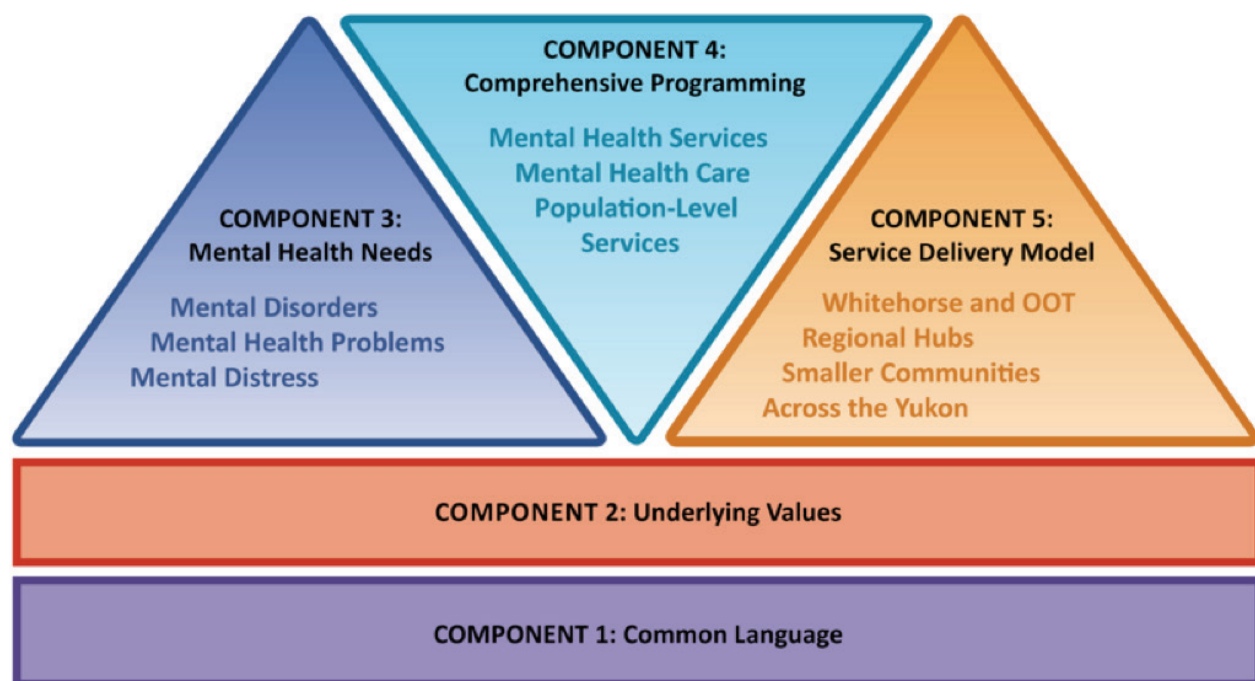 COMPONENT 3:
Mental Health Needs
Mental Disorders
Mental Health Problems
Mental Distress
COMPONENT 4:
Comprehensive Programming
Mental Health Services
Mental Health Care
Population-Level
Services
COMPONENT 5:
Service Delivery Model
Whitehorse and OOT
Regional Hubs
Smaller Communities
Across the Yukon
COMPONENT 2: Underlying Values
COMPONENT 1: Common Language